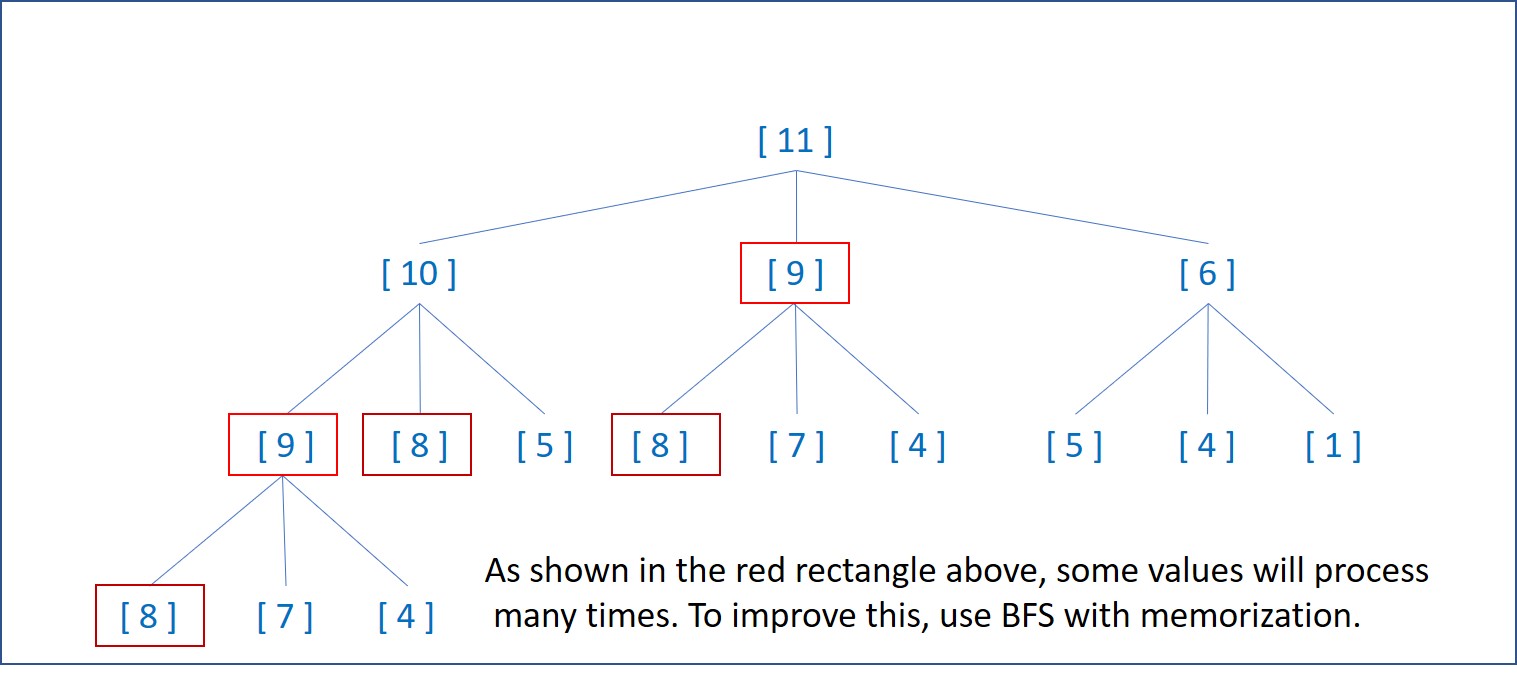 [ 11 ]
[ 10 ] [ 9 ] [ 6 ]
[ 9 ] [ 8 ] [ 5 ] [ 8 ] [ 7 ] [ 4 ] [ 5 ] [ 4 ] [ 1 ]
[ 8 ] [ 7 ] [ 4 ]
As shown in the red rectangle above, some values will process
many times. To improve this, use BFS with memorization.